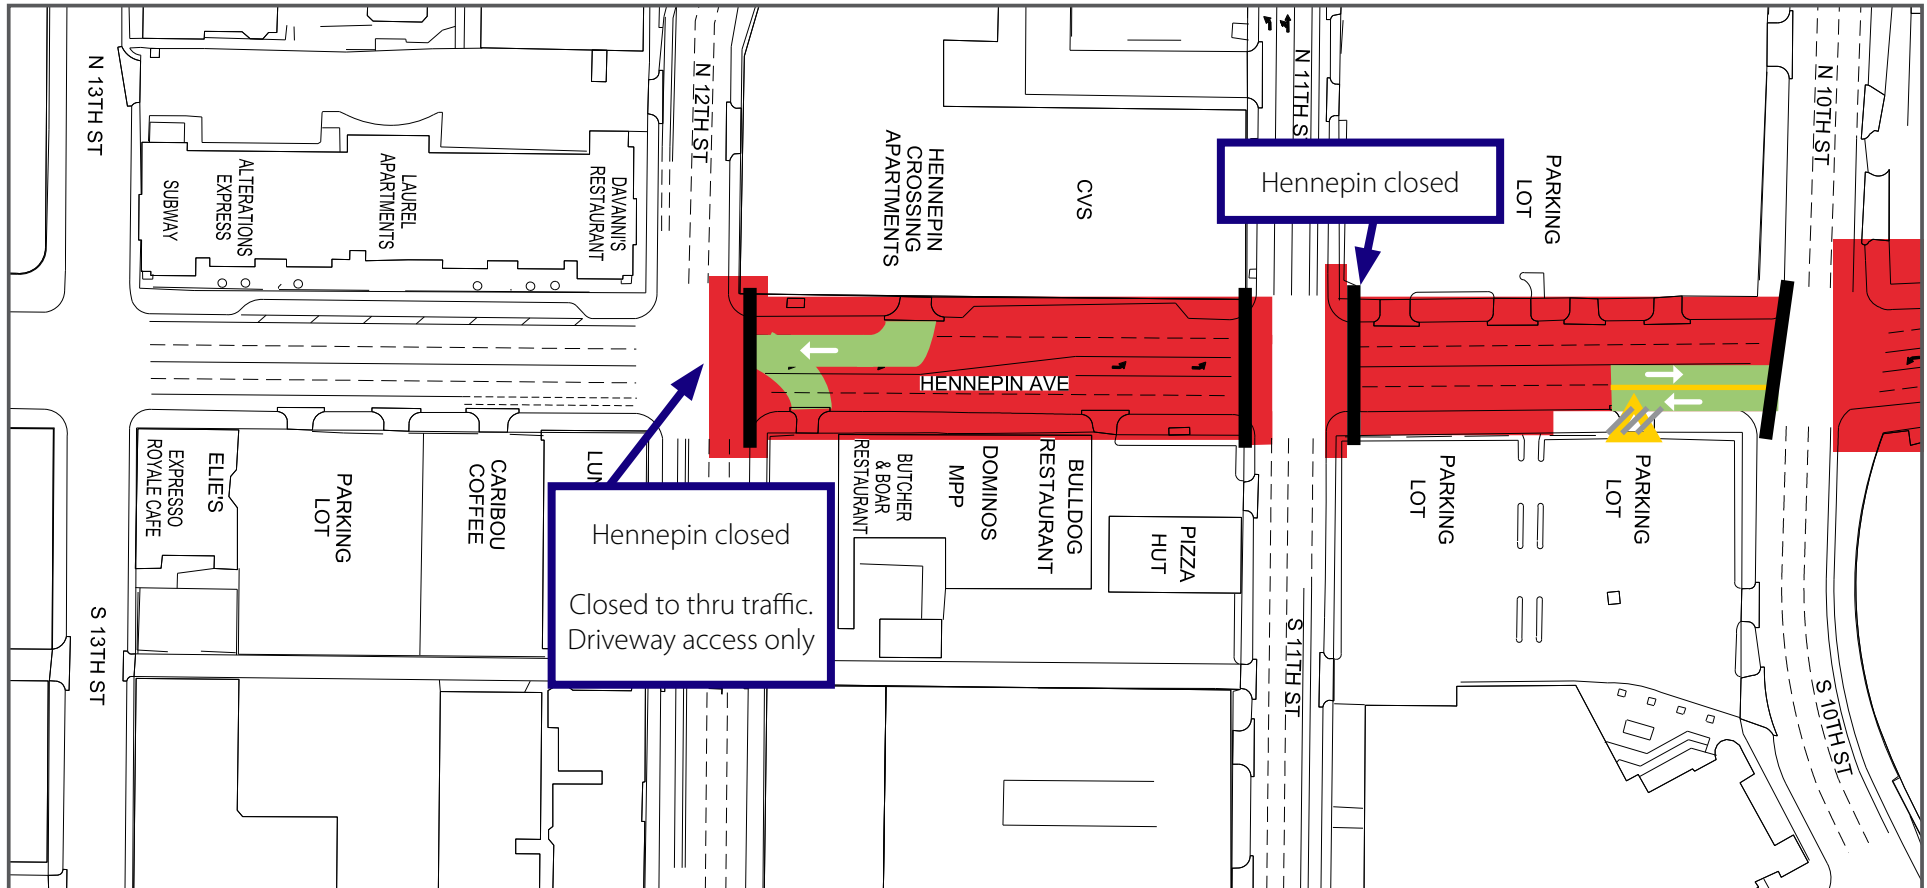 N 13TH ST
N 12TH ST
N 11TH ST
N 10TH ST
SUBWAY
ALTERATIONS
EXPRESS
LAUREL
APARTMENTS
DAVANNI'S
RESTAURANT
HENNEPIN
CROSSING
APARTMENTS
CVS
Hennepin closed
PARKING
LOT
HENNEPIN AVE
ELIE'S
EXPRESSO
ROYALE CAFE
PARKING
LOT
CARIBOU
COFFEE
LUN
Hennepin closed
Closed to thru traffic.
Driveway access only
BUTCHER
& BOAR
RESTAURANT
MPP
DOMINOS
BULLDOG
RESTAURANT
PIZZA
HUT
PARKING
LOT
PARKING
LOT
S 13TH ST
S 11TH ST
S 10TH ST